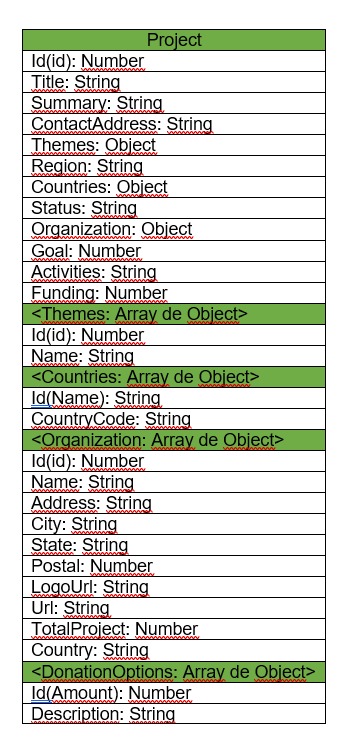 Project
Id(id): Number
Title: String
Summary: String
ContactAddress: String
Themes: Object
Region: String
Countries: Object
Status: String
Organization: Object
Goal: Number
Activities: String
Funding: Number
<Themes: Array de Object>
Id(id): Number
Name: String
<Countries: Array de Object>
Id(Name): String
CountryCode: String
<Organization: Array de Object>
Id(id): Number
Name: String
Address: String
City: String
State: String
Postal: Number
LogoUrl: String
Url: String
TotalProject: Number
Country: String
<DonationOptions: Array de Object>
Id(Amount): Number
Description: String